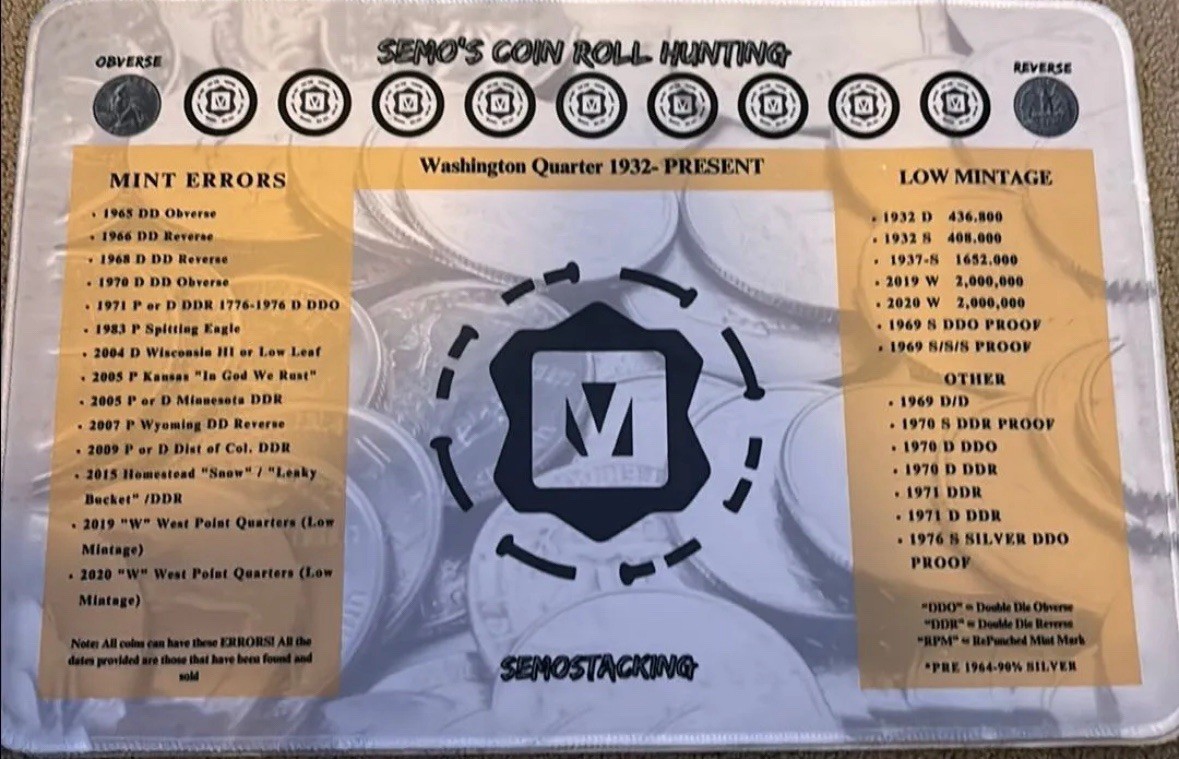 SEMO'S COIN ROLL HUNTING
OBVERSE
REVERSE
Washington Quarter 1932- PRESENT
MINT ERRORS
• 1965 DD Obverse
• 1966 DD Reverse
• 1968 D DD Reverse
• 1970 D DD Obverse
• 1971 P or D DDR 1776-1976 D DDO
• 1983 P Spitting Eagle
• 2004 D Wisconsin HI or Low Leaf
• 2005 P Kansas "In God We Rust"
• 2005 P or D Minnesota DDR
• 2007 P Wyoming DD Reverse
• 2009 P or D Dist of Col. DDR
• 2015 Homestead "Snow" / "Leaky
Bucket" /DDR
• 2019 "W" West Point Quarters (Low
Mintage)
• 2020 "W" West Point Quarters (Low
Mintage)
Note: All coins can have these ERRORS! All the
dates provided are those that have been found and
sold
LOW MINTAGE
• 1932 D 436.800
• 1932 S 408.000
• 1937-S 1652.000
• 2019 W 2,000,000
• 2020 W 2,000,000
• 1969 S DDO PROOF
• 1969 S/S/S PROOF
OTHER
• 1969 D/D
• 1970 S DDR PROOF
• 1970 D DDO
• 1970 D DDR
• 1971 DDR
• 1971 D DDR
• 1976 S SILVER DDO
PROOF
"DDO" = Double Die Obverse
"DDR" = Double Die Reverse
"RPM" = RePunched Mint Mark
*PRE 1964-90% SILVER
SEMOSTACKING